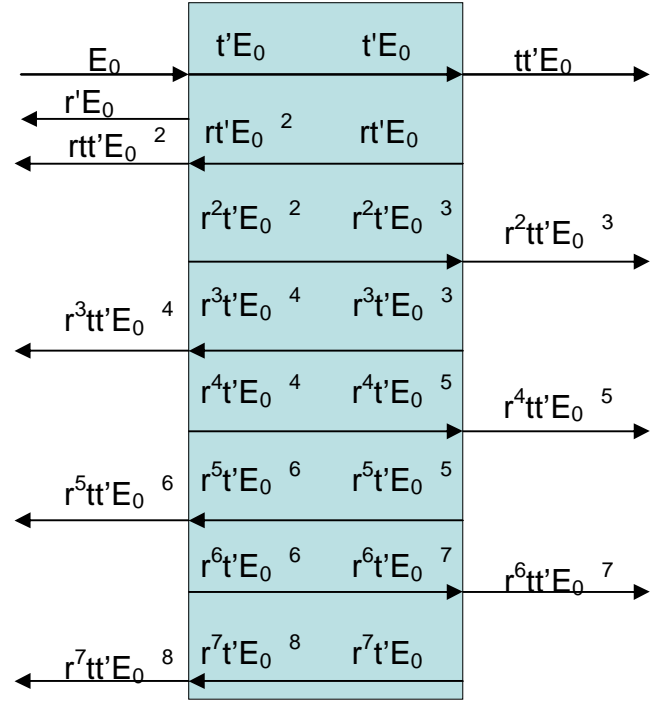 E₀ t’E₀ t'E₀ tt’E₀
r'E₀
rtt’E₀ ² rt’E₀ ² rt’E₀
r²t’E₀ ² r²t’E₀ ³ r²tt’E₀ ³
r³tt’E₀ ⁴ r³t’E₀ ⁴ r³t’E₀ ³
r⁴t’E₀ ⁴ r⁴t’E₀ ⁵ r⁴tt’E₀ ⁵
r⁵tt’E₀ ⁶ r⁵t’E₀ ⁶ r⁵t’E₀ ⁵
r⁶t’E₀ ⁶ r⁶t’E₀ ⁷ r⁶tt’E₀ ⁷
r⁷tt’E₀ ⁸ r⁷t’E₀ ⁸ r⁷t’E₀